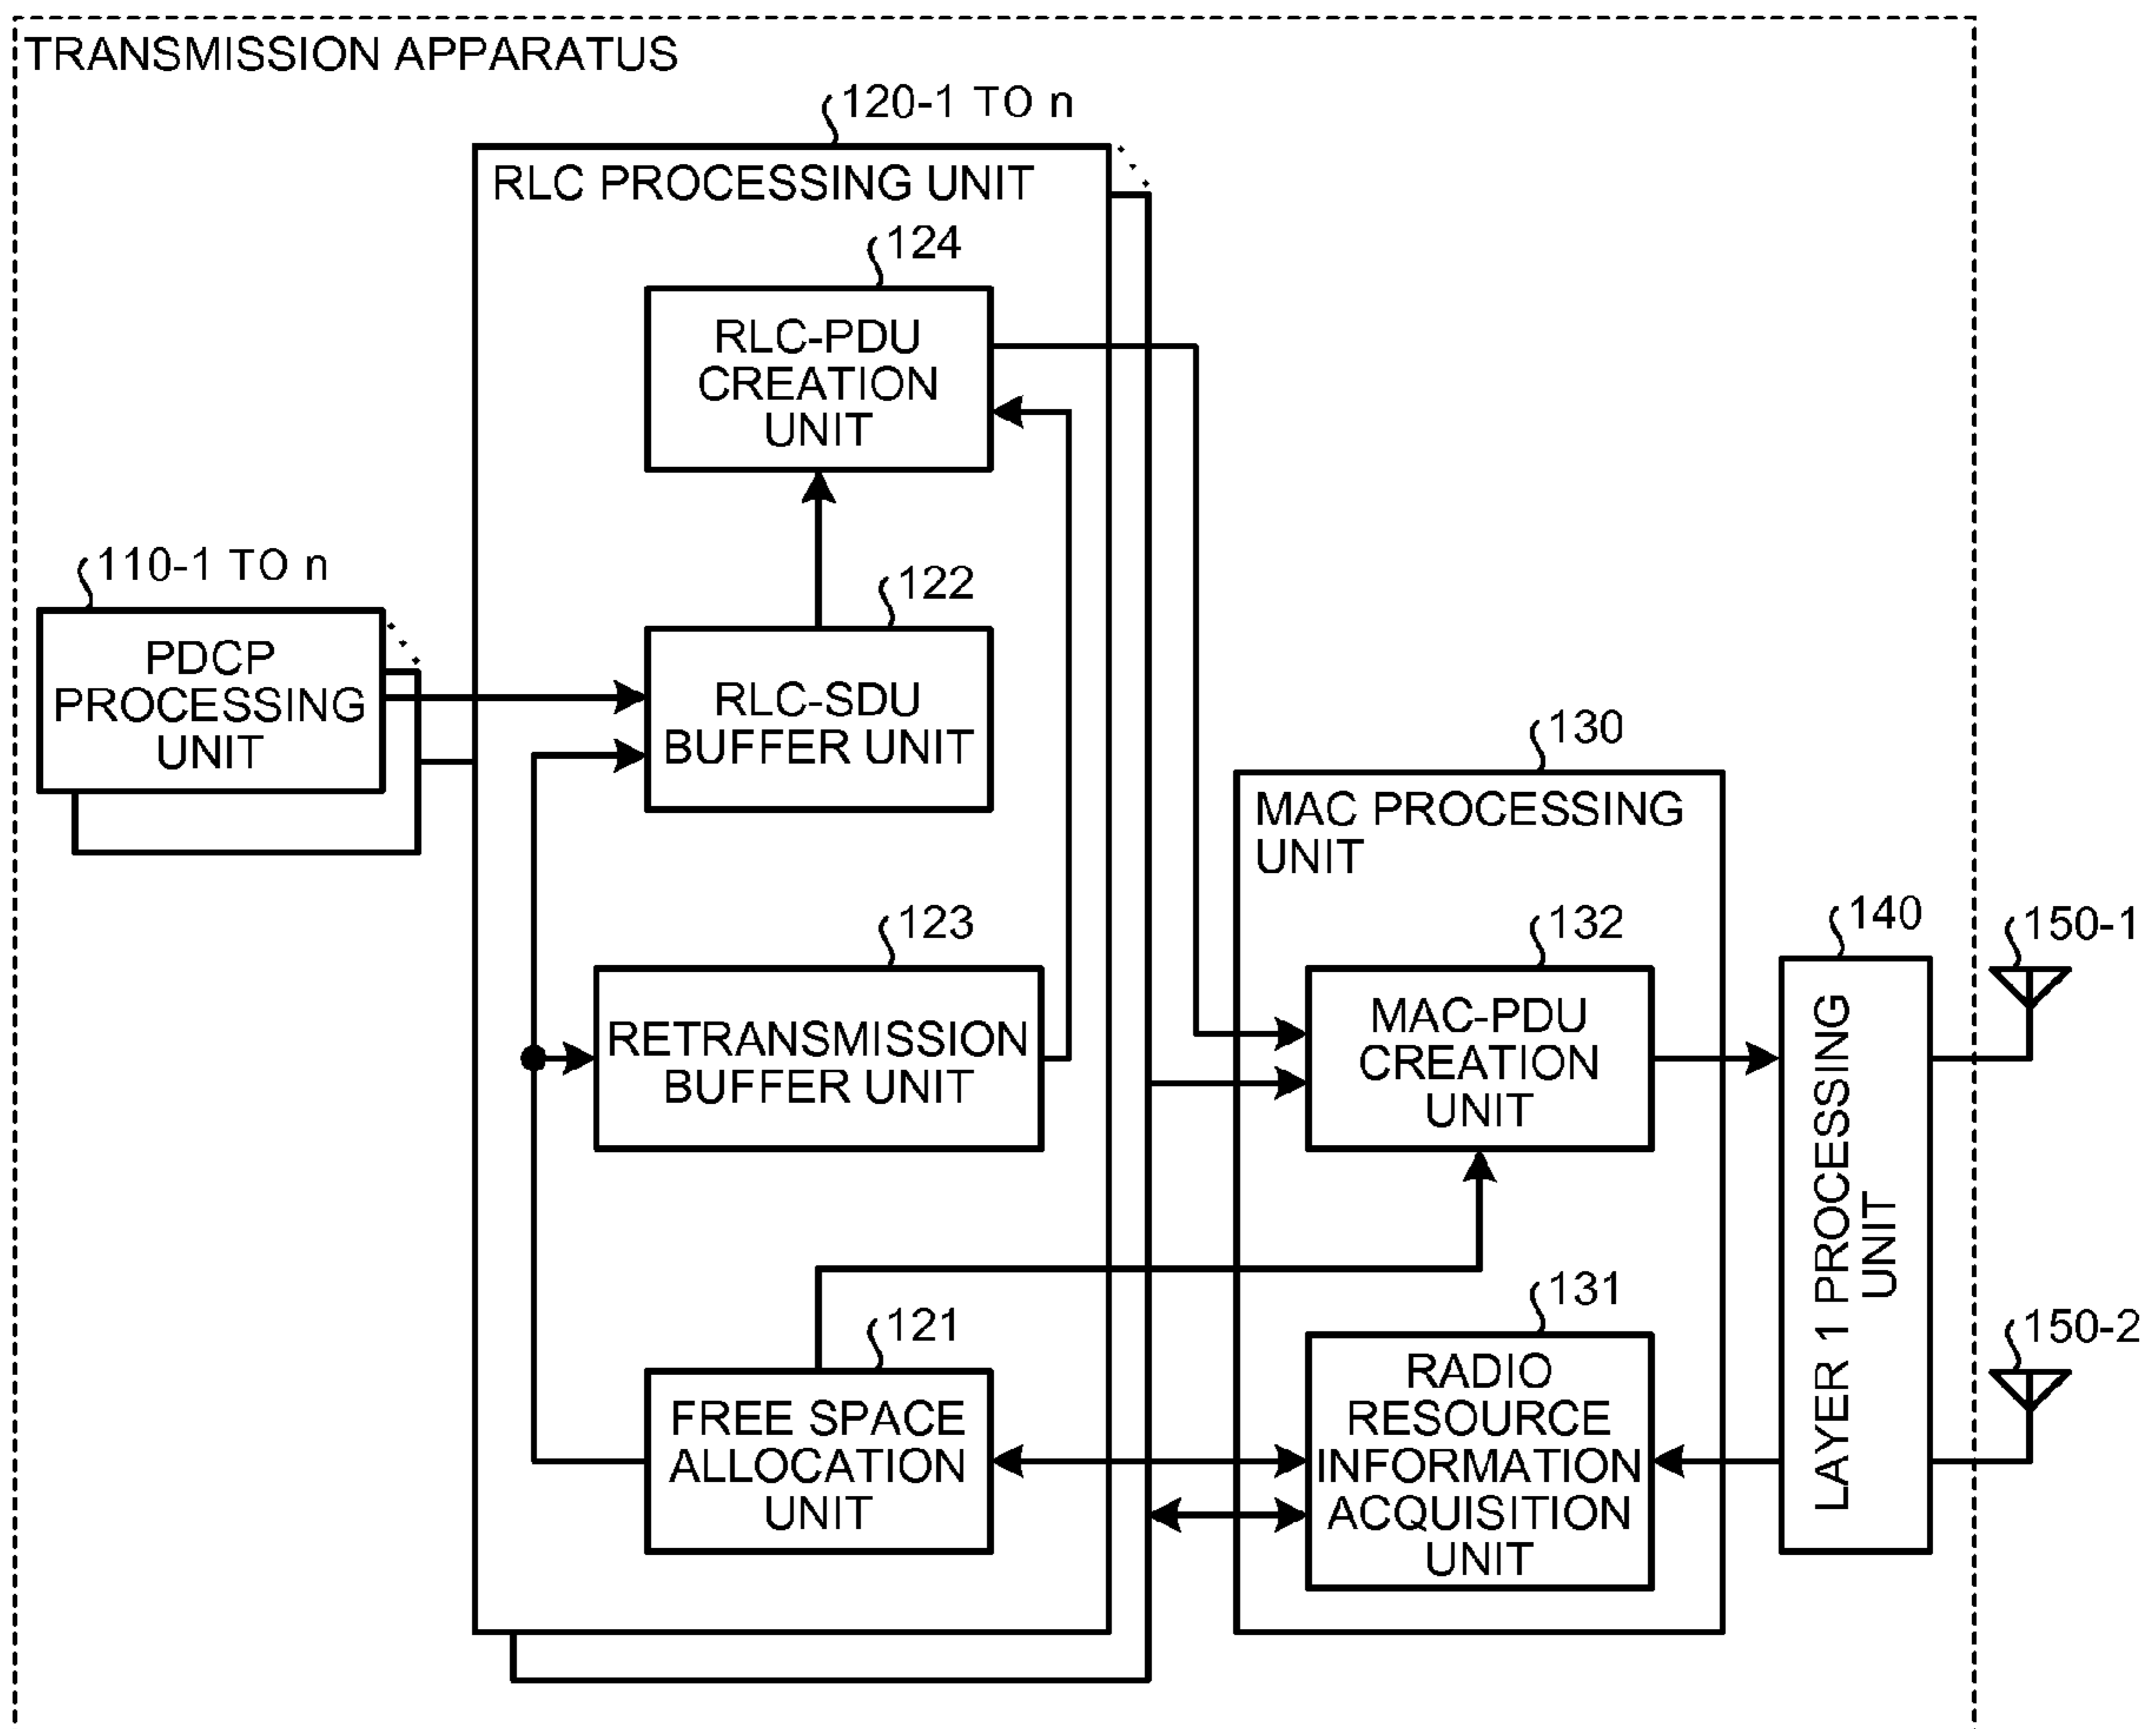 TRANSMISSION APPARATUS
120-1 TO n
RLC PROCESSING UNIT
124
RLC-PDU
CREATION
UNIT
110-1 TO n
PDCP
PROCESSING
UNIT
122
RLC-SDU
BUFFER UNIT
130
MAC PROCESSING
UNIT
123
RETRANSMISSION
BUFFER UNIT
132
MAC-PDU
CREATION
UNIT
140
LAYER 1 PROCESSING
UNIT
150-1
121
FREE SPACE
ALLOCATION
UNIT
131
RADIO
RESOURCE
INFORMATION
ACQUISITION
UNIT
150-2